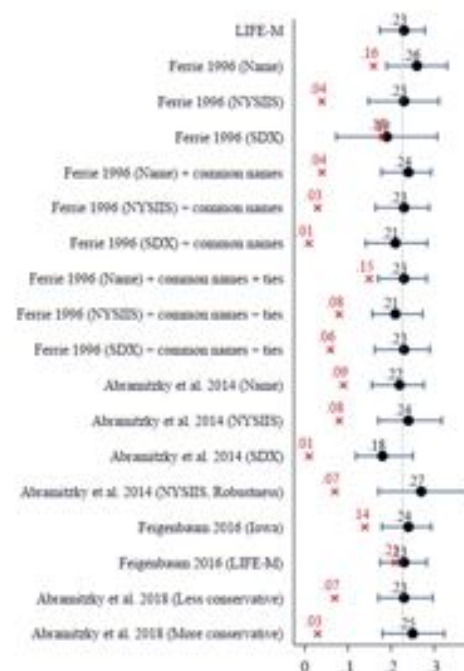 .23
LIFE-M
.16 .26
Ferrie 1996 (Name)
.04 .23
Ferrie 1996 (NYSIIS)
.19
Ferrie 1996 (SDX)
.04 .24
Ferrie 1996 (Name) + common names
.03 .23
Ferrie 1996 (NYSIIS) + common names
.01 .21
Ferrie 1996 (SDX) + common names
.15 .23
Ferrie 1996 (Name) + common names + ties
.08 .21
Ferrie 1996 (NYSIIS) + common names + ties
.06 .23
Ferrie 1996 (SDX) + common names + ties
.09 .22
Abramitzky et al. 2014 (Name)
.08 .24
Abramitzky et al. 2014 (NYSIIS)
.01 .18
Abramitzky et al. 2014 (SDX)
.07 .27
Abramitzky et al. 2014 (NYSIIS, Robustness)
.14 .24
Feigenbaum 2016 (Iowa)
.23
Feigenbaum 2016 (LIFE-M)
.07 .23
Abramitzky et al. 2018 (Less conservative)
.03 .25
Abramitzky et al. 2018 (More conservative)
0 .1 .2 .3